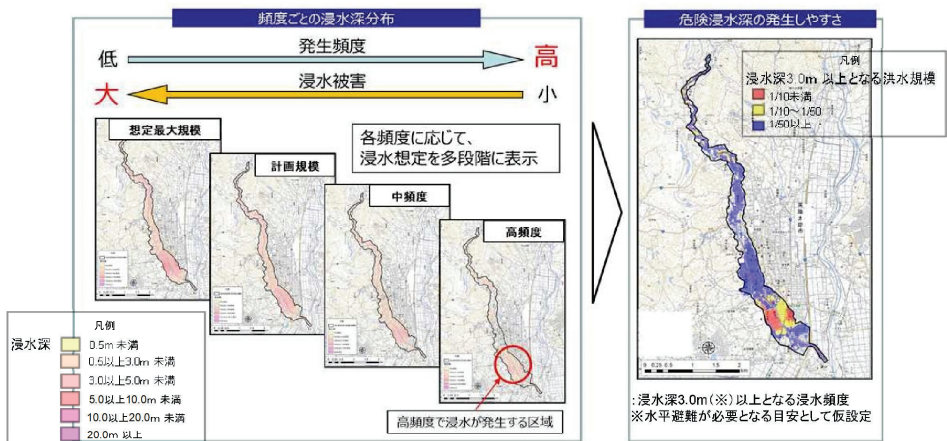 頻度ごとの浸水深分布
発生頻度
低
高
浸水被害
大
小
各頻度に応じて、
浸水想定を多段階に表示
想定最大規模
計画規模
中頻度
高頻度
凡例
浸水深
0.5m 未満
0.5以上3.0m 未満
3.0以上5.0m 未満
5.0以上10.0m 未満
10.0以上20.0m 未満
20.0m 以上
高頻度で浸水が発生する区域
危険浸水深の発生しやすさ
凡例
浸水深3.0m 以上となる洪水規模
1/10未満
1/10～1/50
1/50以上
:浸水深3.0m(※)以上となる浸水頻度
※水平避難が必要となる目安として仮設定